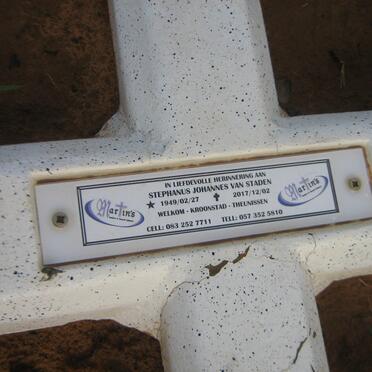 IN LIEFDEVOLLE HERINNERING AAN
STEPHANUS JOHANNES VAN STADEN
1949/02/27 2017/12/02
WELKOM - KROONSTAD - THEUNISSEN
CELL: 083 252 7711 TELL: 057 352 5810
Martin's
Martin's